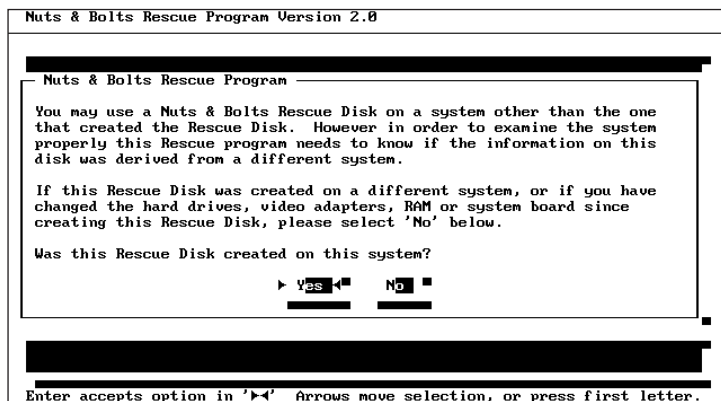 Nuts & Bolts Rescue Program Version 2.0
Nuts & Bolts Rescue Program
You may use a Nuts & Bolts Rescue Disk on a system other than the one
that created the Rescue Disk. However in order to examine the system
properly this Rescue program needs to know if the information on this
disk was derived from a different system.
If this Rescue Disk was created on a different system, or if you have
changed the hard drives, video adapters, RAM or system board since
creating this Rescue Disk, please select 'No' below.
Was this Rescue Disk created on this system?
► Yes ◄ No
Enter accepts option in '►◄' Arrows move selection, or press first letter.